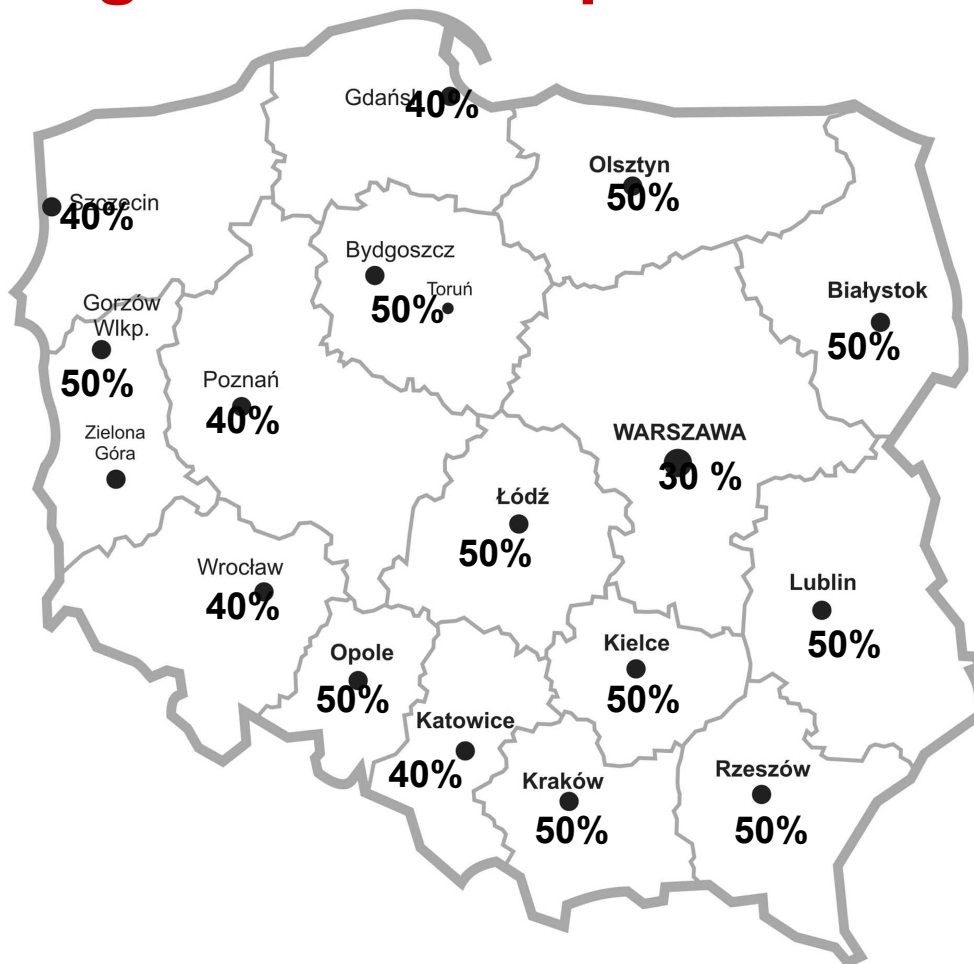 Gdańsk
40%
Olsztyn
50%
Szczecin
40%
Bydgoszcz
Toruń
50%
Białystok
50%
Gorzów
Wlkp.
50%
Poznań
40%
Zielona
Góra
WARSZAWA
30 %
Łódź
50%
Wrocław
40%
Lublin
50%
Opole
50%
Kielce
50%
Katowice
40%
Kraków
50%
Rzeszów
50%